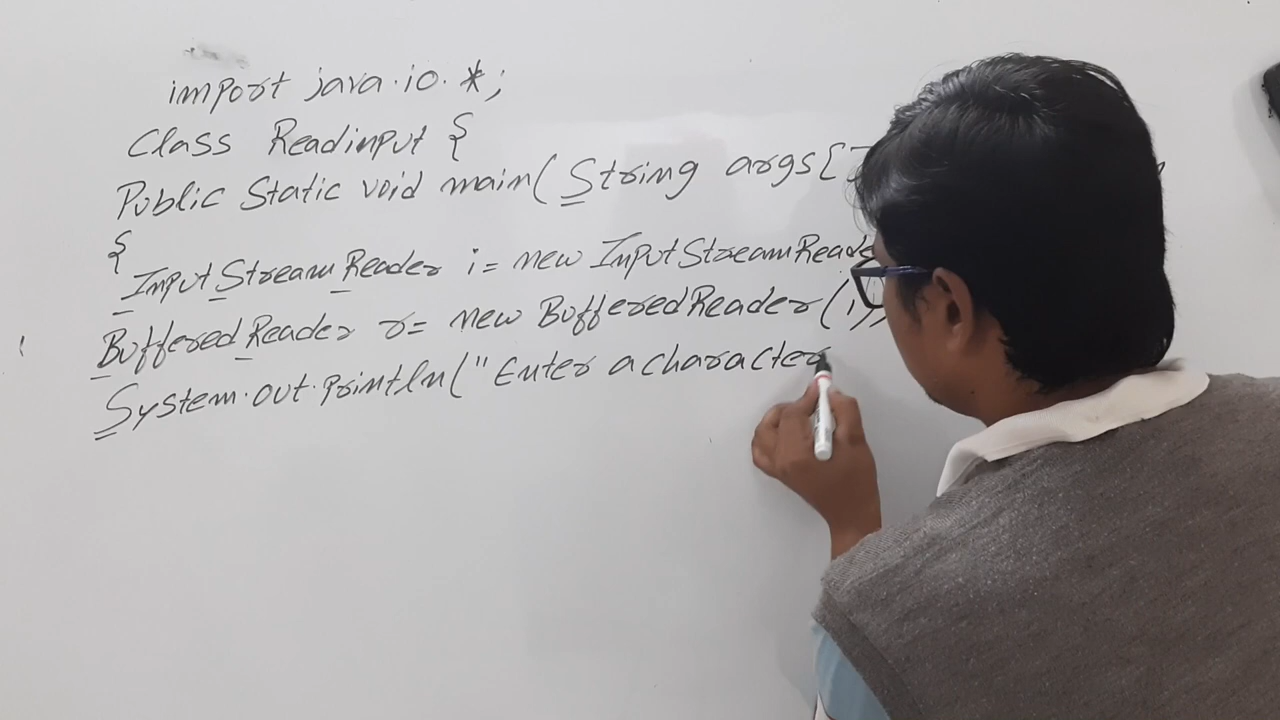 import java.io.*;
Class Readinput {
Public Static void main( String args[]
{
InputStreamReader i= new InputStreamReade
BufferedReader r= new BufferedReader(i)
System.out.println(" Enter a character